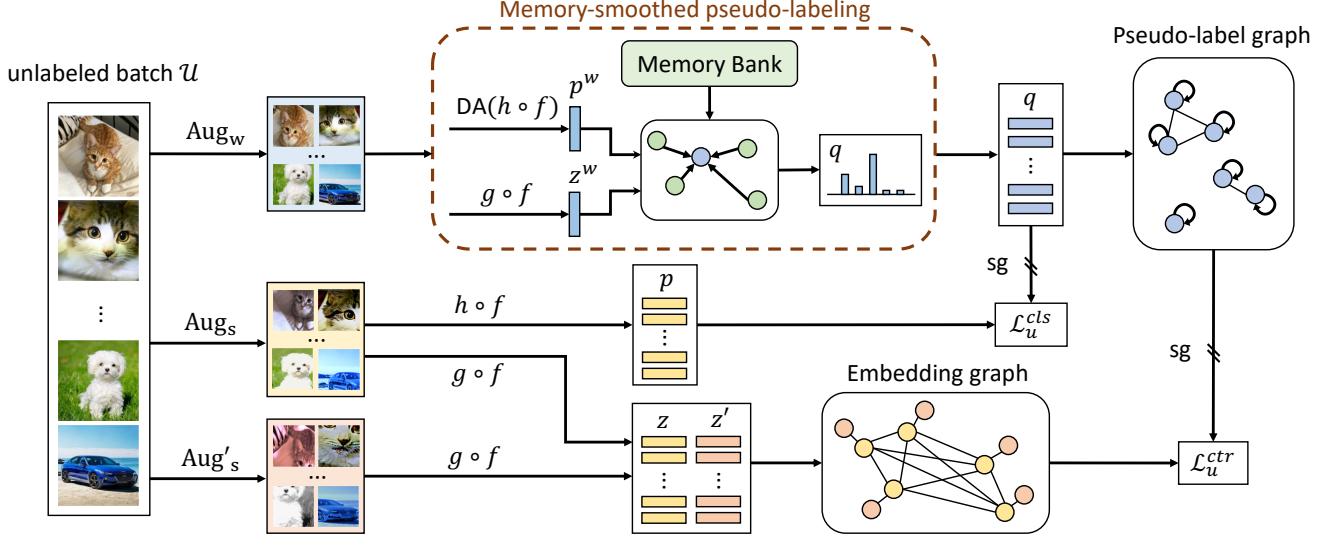 Memory-smoothed pseudo-labeling
Pseudo-label graph
unlabeled batch 𝒰
Memory Bank
Aug_w
...
DA(h ∘ f)
p^w
q
q
⋮
g ∘ f
z^w
⋮
sg
Aug_s
...
h ∘ f
p
⋮
ℒ_u^{cls}
sg
g ∘ f
Embedding graph
z z′
Aug′_s
...
g ∘ f
⋮ ⋮
ℒ_u^{ctr}